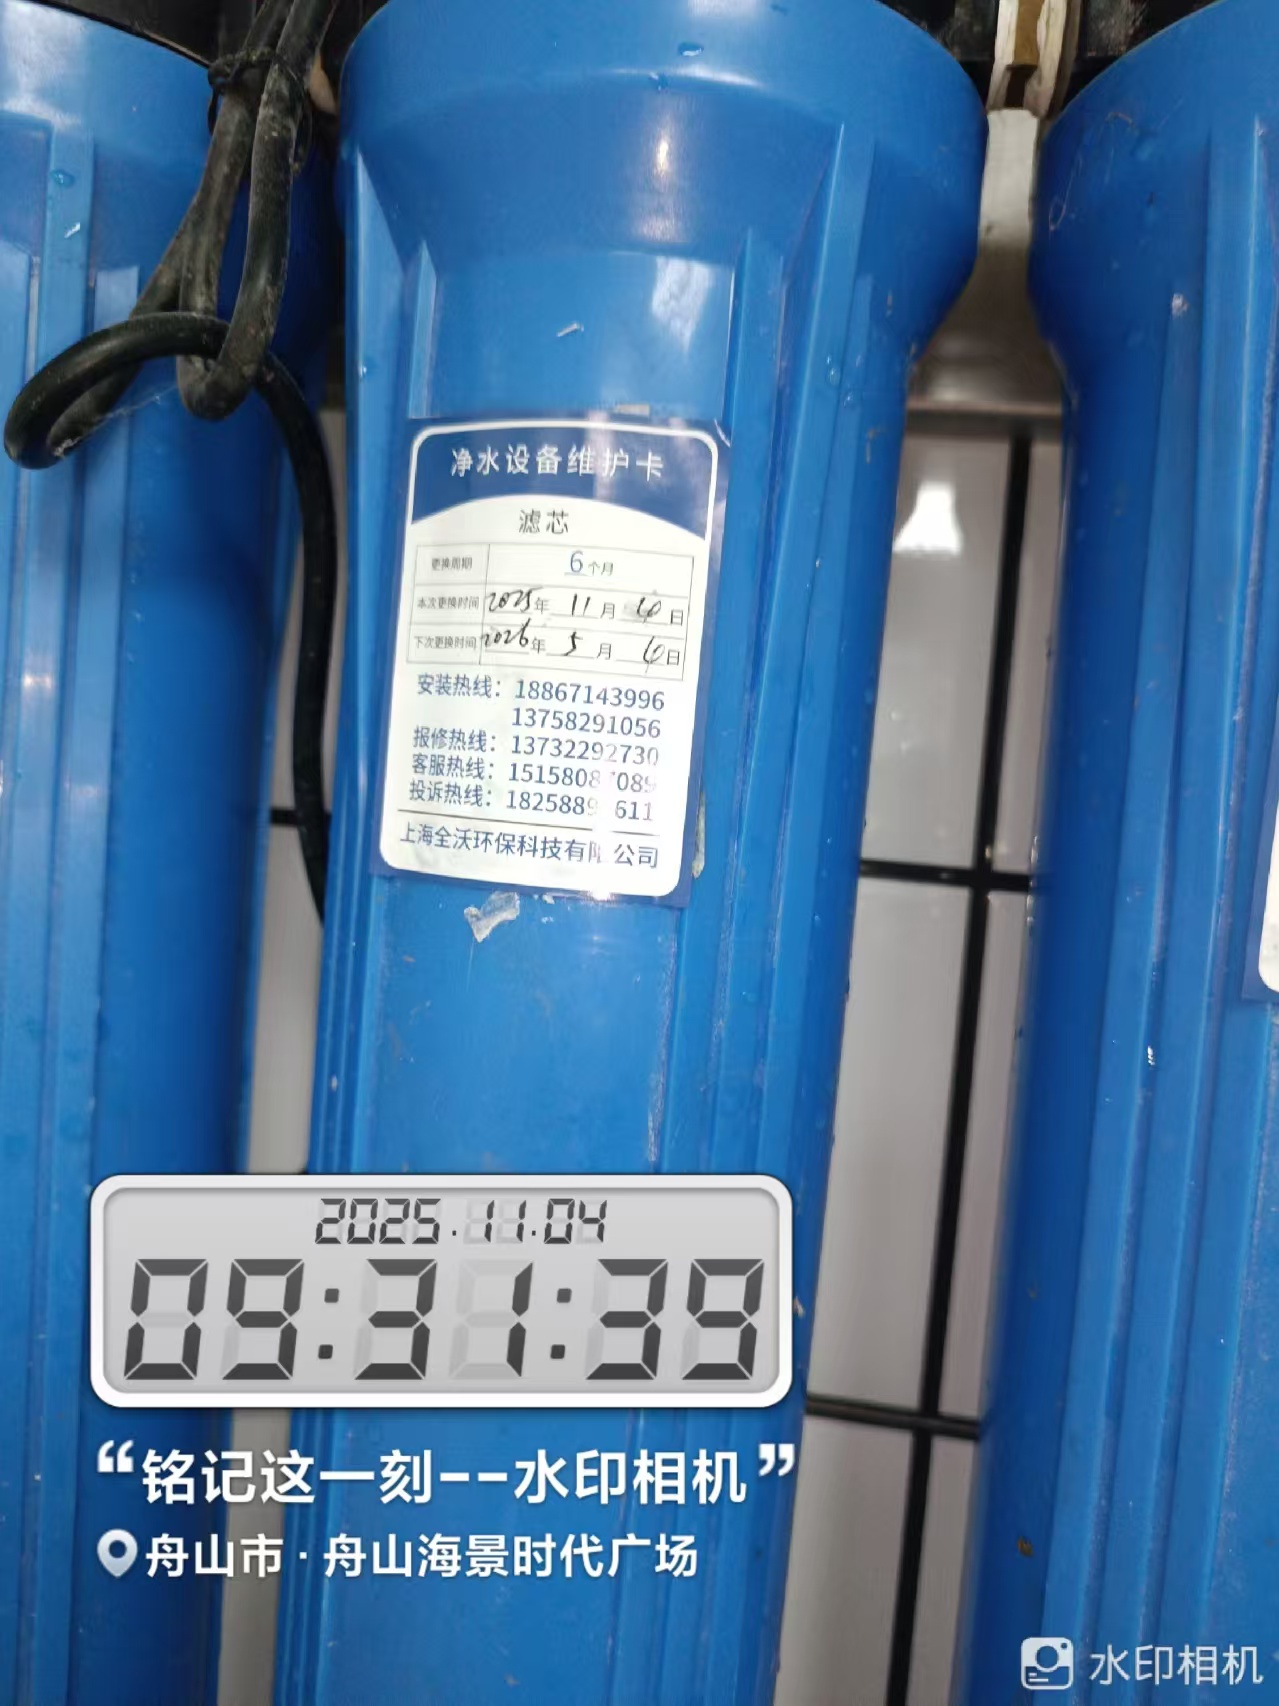 净水设备维护卡
滤芯
更换周期 6个月
本次更换时间 2025年 11月 日
下次更换时间 2026年 5月 日
安装热线：18867143996
13758291056
报修热线：13732292730
客服热线：
投诉热线：
上海全沃环保科技有限公司
2025.11.04
09:31:39
“铭记这一刻--水印相机”
舟山市·舟山海景时代广场
水印相机